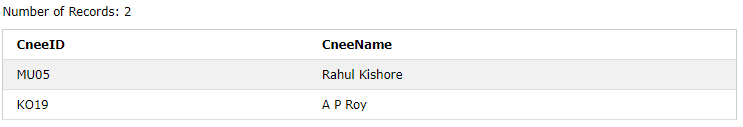 Number of Records: 2
CneeID CneeName
MU05 Rahul Kishore
KO19 A P Roy